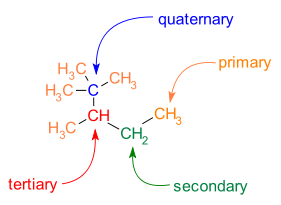 quaternary
primary
H3C
CH3
H3C
C
CH3
H3C
CH
CH2
tertiary
secondary